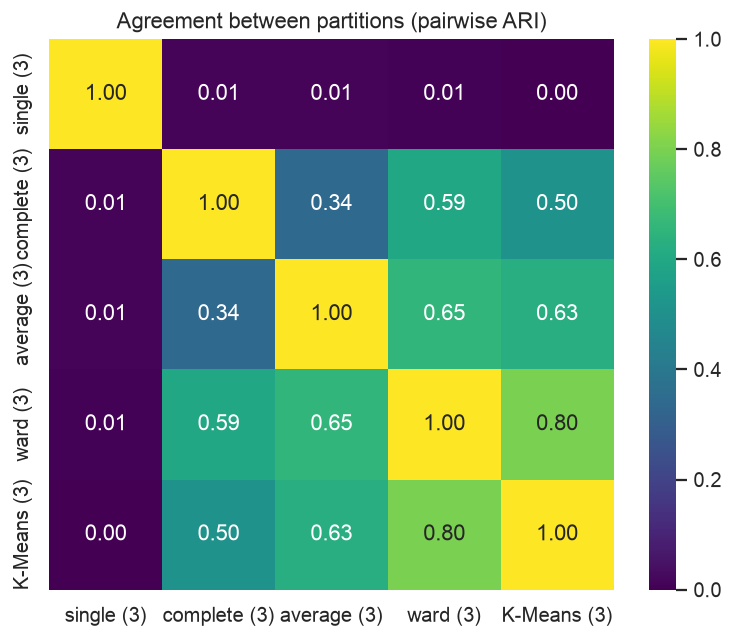 Agreement between partitions (pairwise ARI)
single (3) 1.00 0.01 0.01 0.01 0.00
complete (3) 0.01 1.00 0.34 0.59 0.50
average (3) 0.01 0.34 1.00 0.65 0.63
ward (3) 0.01 0.59 0.65 1.00 0.80
K-Means (3) 0.00 0.50 0.63 0.80 1.00
single (3) complete (3) average (3) ward (3) K-Means (3)
1.0
0.8
0.6
0.4
0.2
0.0